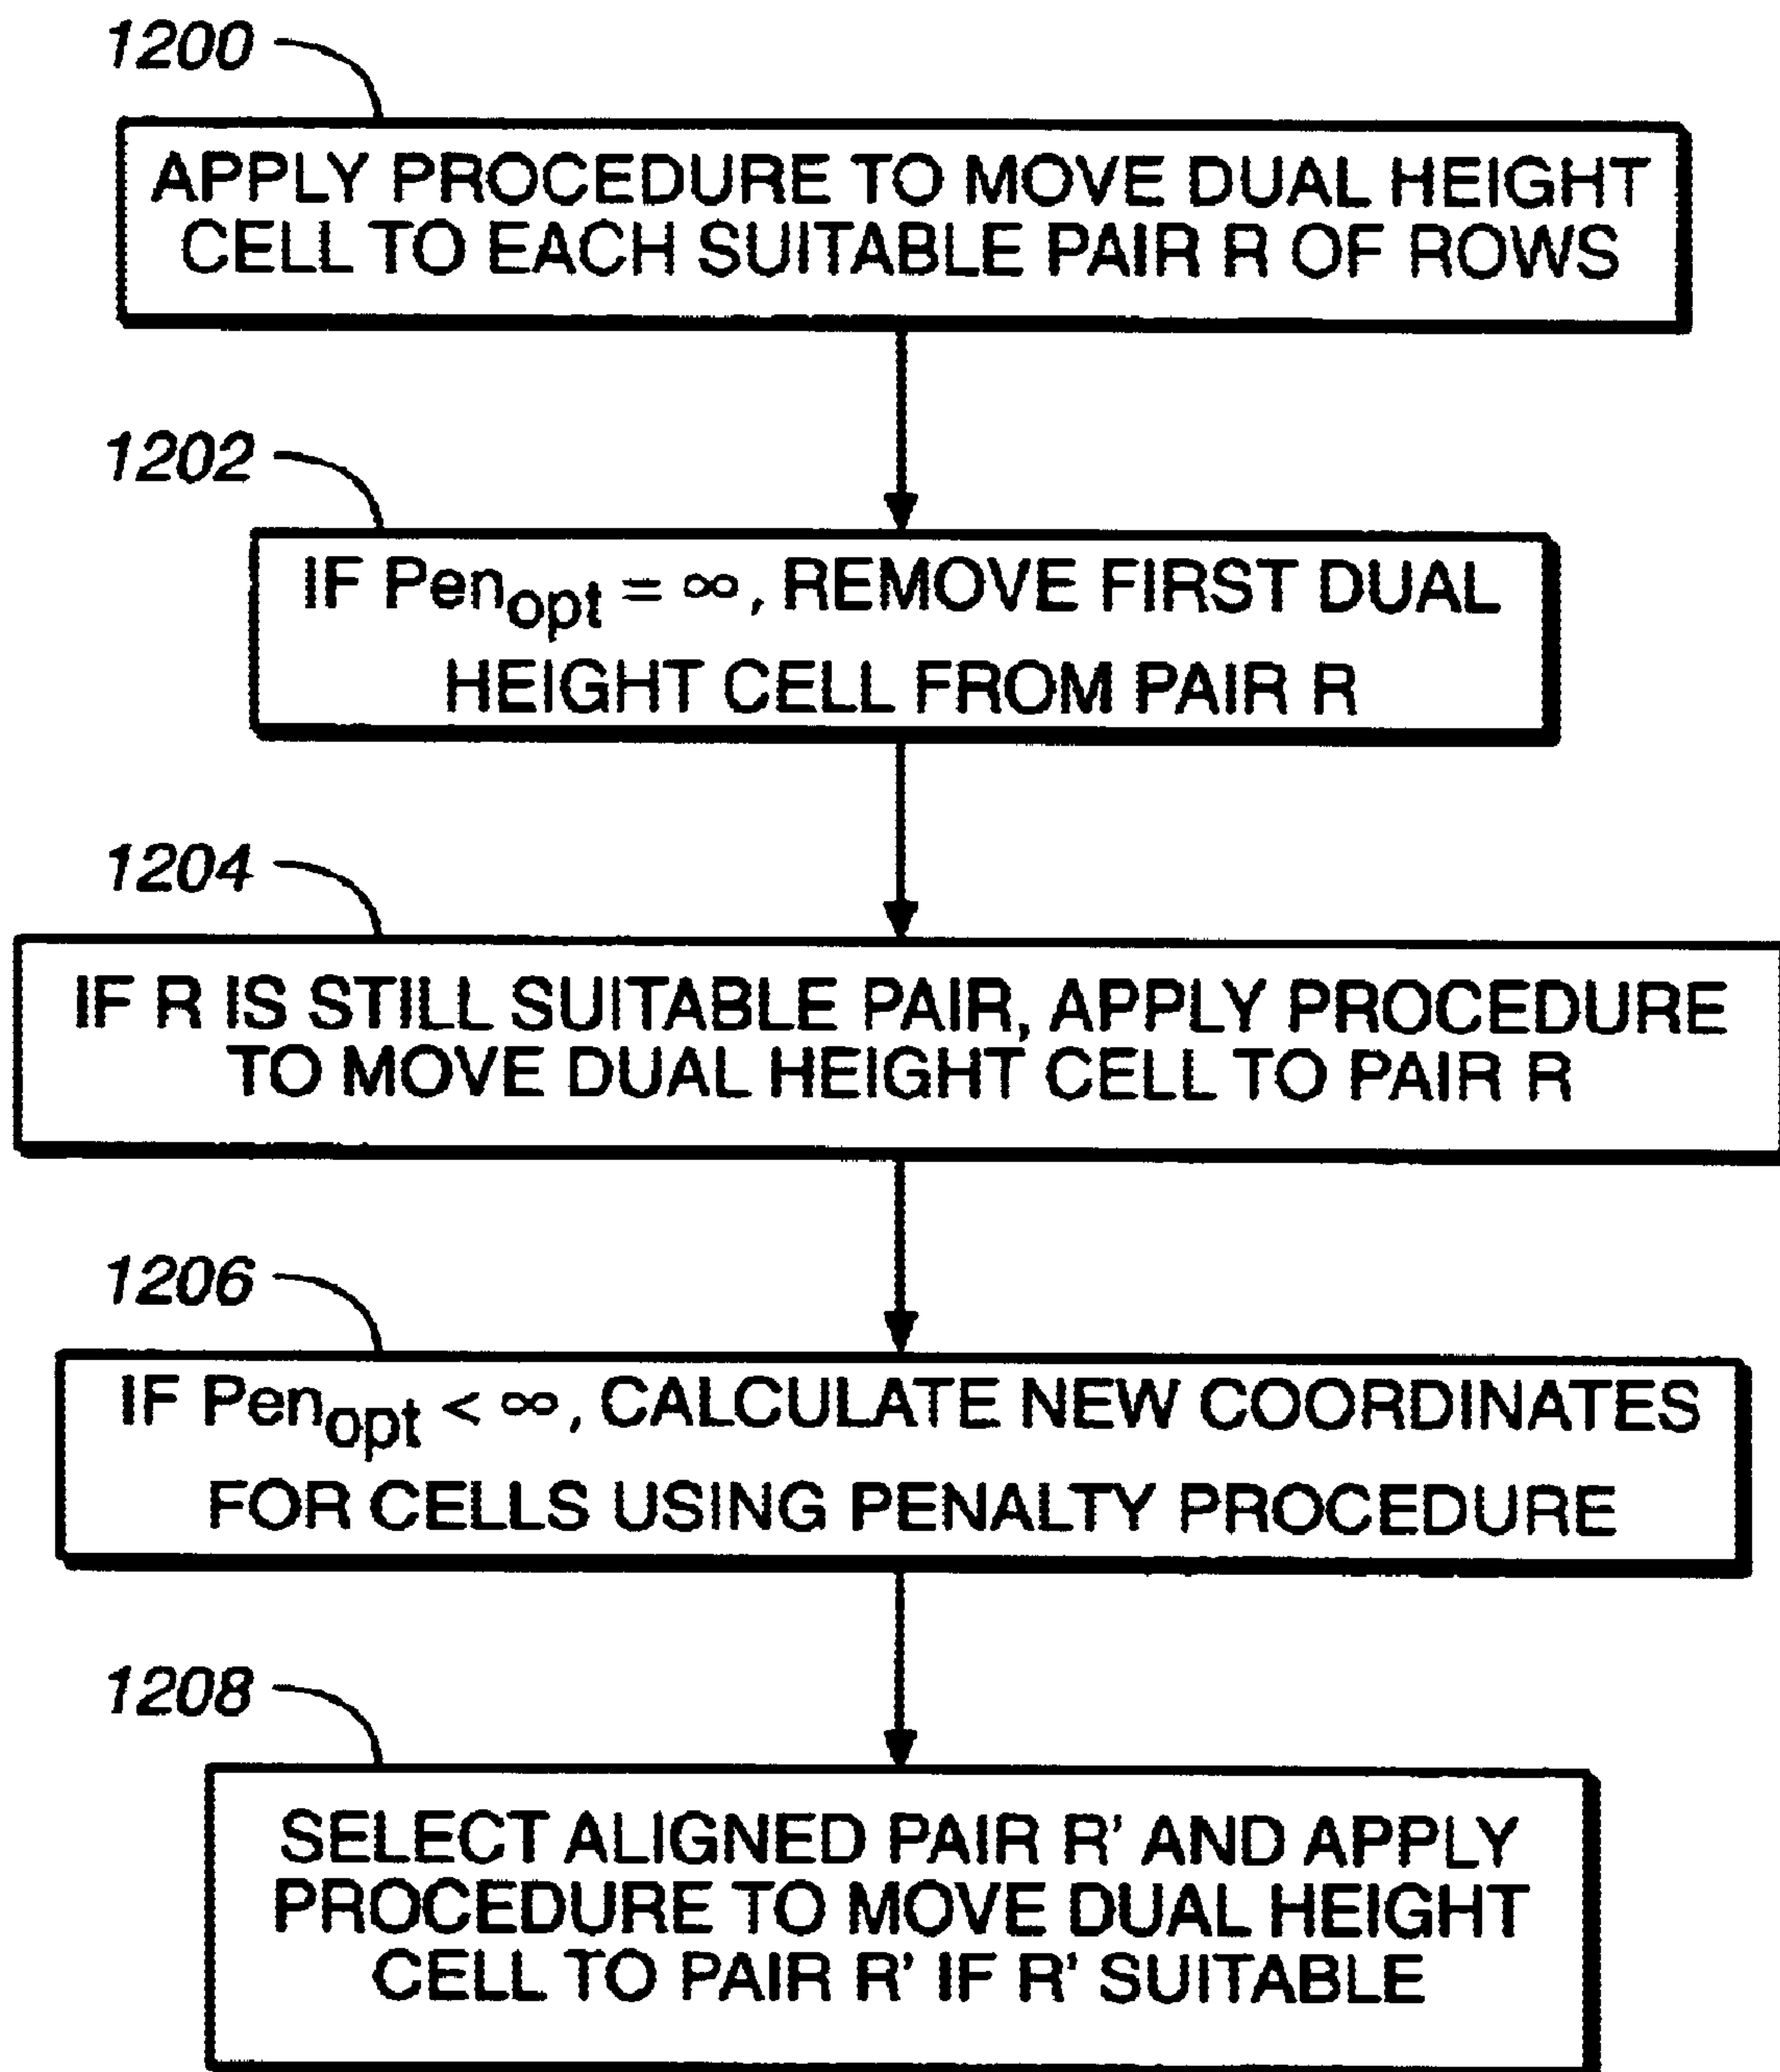 1200
APPLY PROCEDURE TO MOVE DUAL HEIGHT
CELL TO EACH SUITABLE PAIR R OF ROWS
1202
IF Penopt = ∞, REMOVE FIRST DUAL
HEIGHT CELL FROM PAIR R
1204
IF R IS STILL SUITABLE PAIR, APPLY PROCEDURE
TO MOVE DUAL HEIGHT CELL TO PAIR R
1206
IF Penopt < ∞, CALCULATE NEW COORDINATES
FOR CELLS USING PENALTY PROCEDURE
1208
SELECT ALIGNED PAIR R' AND APPLY
PROCEDURE TO MOVE DUAL HEIGHT
CELL TO PAIR R' IF R' SUITABLE